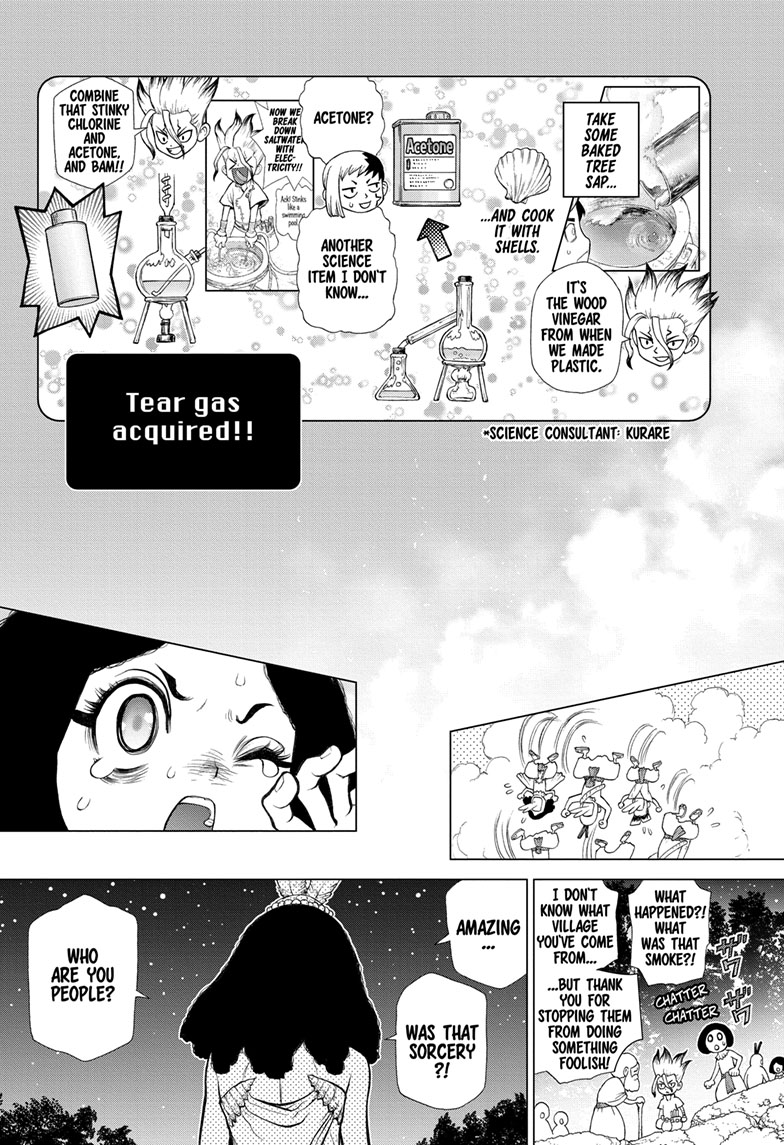 TAKE
SOME
BAKED
TREE
SAP...
IT'S
THE WOOD
VINEGAR
FROM WHEN
WE MADE
PLASTIC.
...AND COOK
IT WITH
SHELLS.
Acetone
ACETONE?
ANOTHER
SCIENCE
ITEM I DON'T
KNOW...
NOW WE
BREAK
DOWN
SALTWATER
WITH
ELEC-
TRICITY!!
Ack! Stinks
like a
swimming
pool.
COMBINE
THAT STINKY
CHLORINE
AND
ACETONE,
AND BAM!!
Tear gas
acquired!!
*SCIENCE CONSULTANT: KURARE
WHAT
HAPPENED?!
WHAT
WAS THAT
SMOKE?!
ザワ
ザワ
CHATTER
CHATTER
I DON'T
KNOW WHAT
VILLAGE
YOU'VE COME
FROM...
...BUT THANK
YOU FOR
STOPPING THEM
FROM DOING
SOMETHING
FOOLISH!
AMAZING
...
WAS THAT
SORCERY
?!
WHO
ARE YOU
PEOPLE?